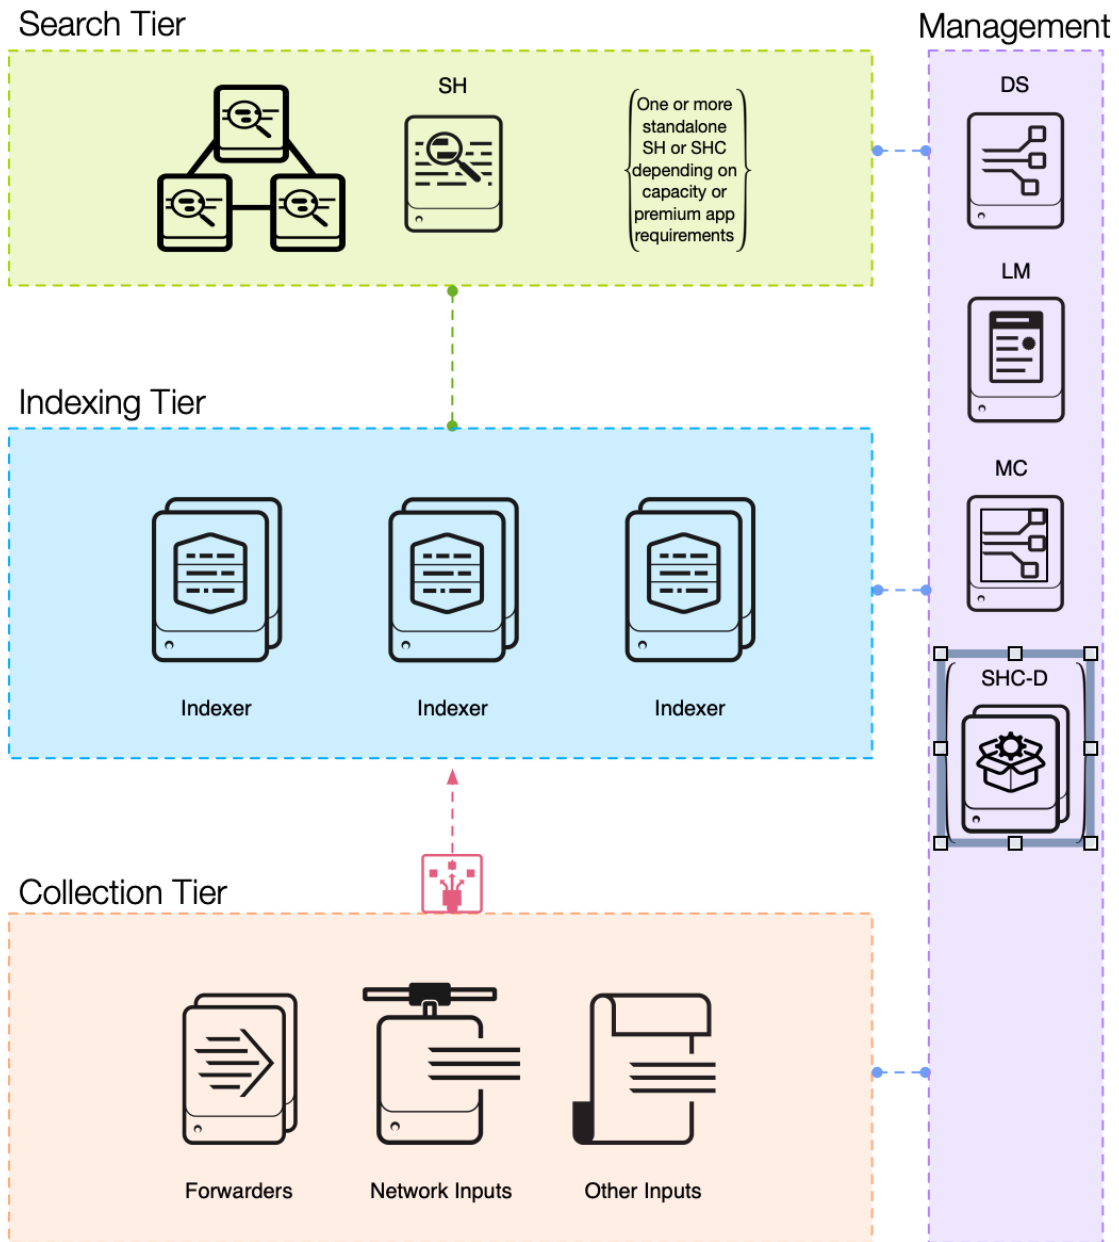 Search Tier
Management
SH
One or more
standalone
SH or SHC
depending on
capacity or
premium app
requirements
DS
LM
Indexing Tier
MC
Indexer
Indexer
Indexer
SHC-D
Collection Tier
Forwarders
Network Inputs
Other Inputs